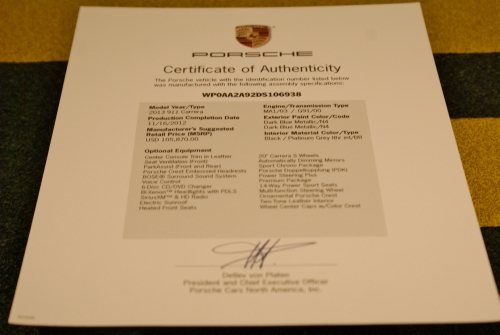 PORSCHE
Certificate of Authenticity
The Porsche vehicle with the identification number listed below
was manufactured with the following assembly specifications:
WP0AA2A92DS106938
Model Year/Type
2013 911 Carrera
Production Completion Date
11/16/2012
Manufacturer's Suggested
Retail Price (MSRP)
USD 105,870.00
Engine/Transmission Type
MA1/03 / G91/00
Exterior Paint Color/Code
Dark Blue Metallic/N4
Dark Blue Metallic/N4
Interior Material Color/Type
Black / Platinum Grey
Optional Equipment
Center Console Trim in Leather
Seat Ventilation (Front)
ParkAssist (Front and Rear)
Porsche Crest Embossed Headrests
BOSE® Surround Sound System
Voice Control
6-Disc CD/DVD Changer
Bi-Xenon™ Headlights with PDLS
SiriusXM™ & HD Radio
Electric Sunroof
Heated Front Seats
20" Carrera S Wheels
Automatically Dimming Mirrors
Sport Chrono Package
Porsche Doppelkupplung (PDK)
Power Steering Plus
Premium Package
14-Way Power Sport Seats
Multi-function Steering Wheel
Ornamental Porsche Crest
Two-Tone Leather Interior
Wheel Center Caps w/Color Crest
Detlev von Platen
President and Chief Executive Officer
Porsche Cars North America, Inc.